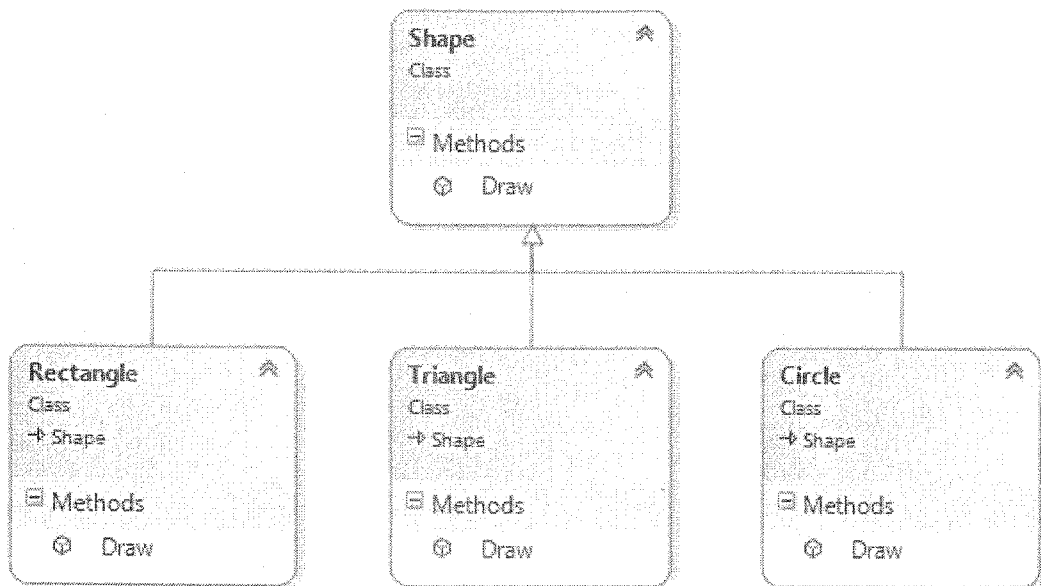 Shape
Class
Methods
Draw
Rectangle
Class
Shape
Methods
Draw
Triangle
Class
Shape
Methods
Draw
Circle
Class
Shape
Methods
Draw